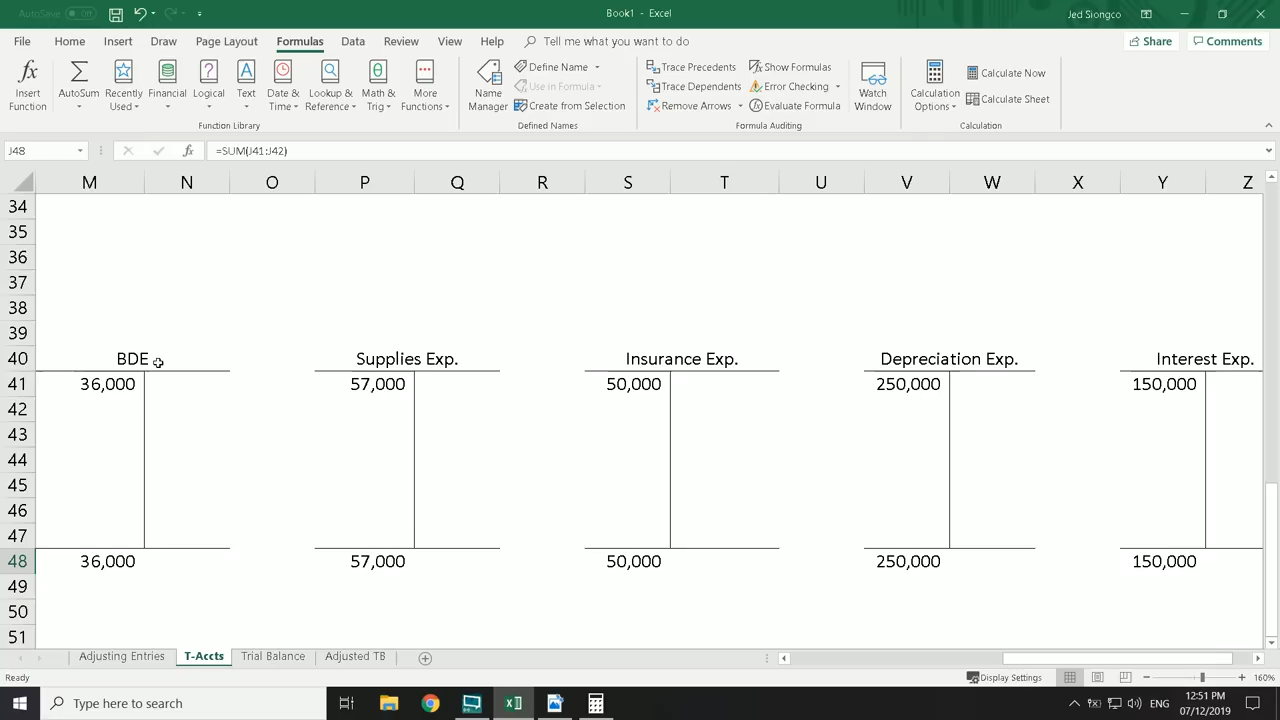 AutoSave Off
Book1 - Excel
Jed Siongco
File Home Insert Draw Page Layout Formulas Data Review View Help Tell me what you want to do
Share Comments
fx Insert Function
Σ AutoSum
Recently Used
Financial
Logical
A Text
Date & Time
Lookup & Reference
θ Math & Trig
More Functions
Function Library
Name Manager
Define Name
Use in Formula
Create from Selection
Defined Names
Trace Precedents
Trace Dependents
Remove Arrows
Show Formulas
Error Checking
Evaluate Formula
Formula Auditing
Watch Window
Calculation Options
Calculate Now
Calculate Sheet
Calculation
J48 fx =SUM(J41:J42)
M N O P Q R S T U V W X Y Z
34
35
36
37
38
39
40 BDE Supplies Exp. Insurance Exp. Depreciation Exp. Interest Exp.
41 36,000 57,000 50,000 250,000 150,000
42
43
44
45
46
47
48 36,000 57,000 50,000 250,000 150,000
49
50
51
Adjusting Entries T-Accts Trial Balance Adjusted TB
Ready Display Settings 160%
Type here to search
ENG
12:51 PM
07/12/2019